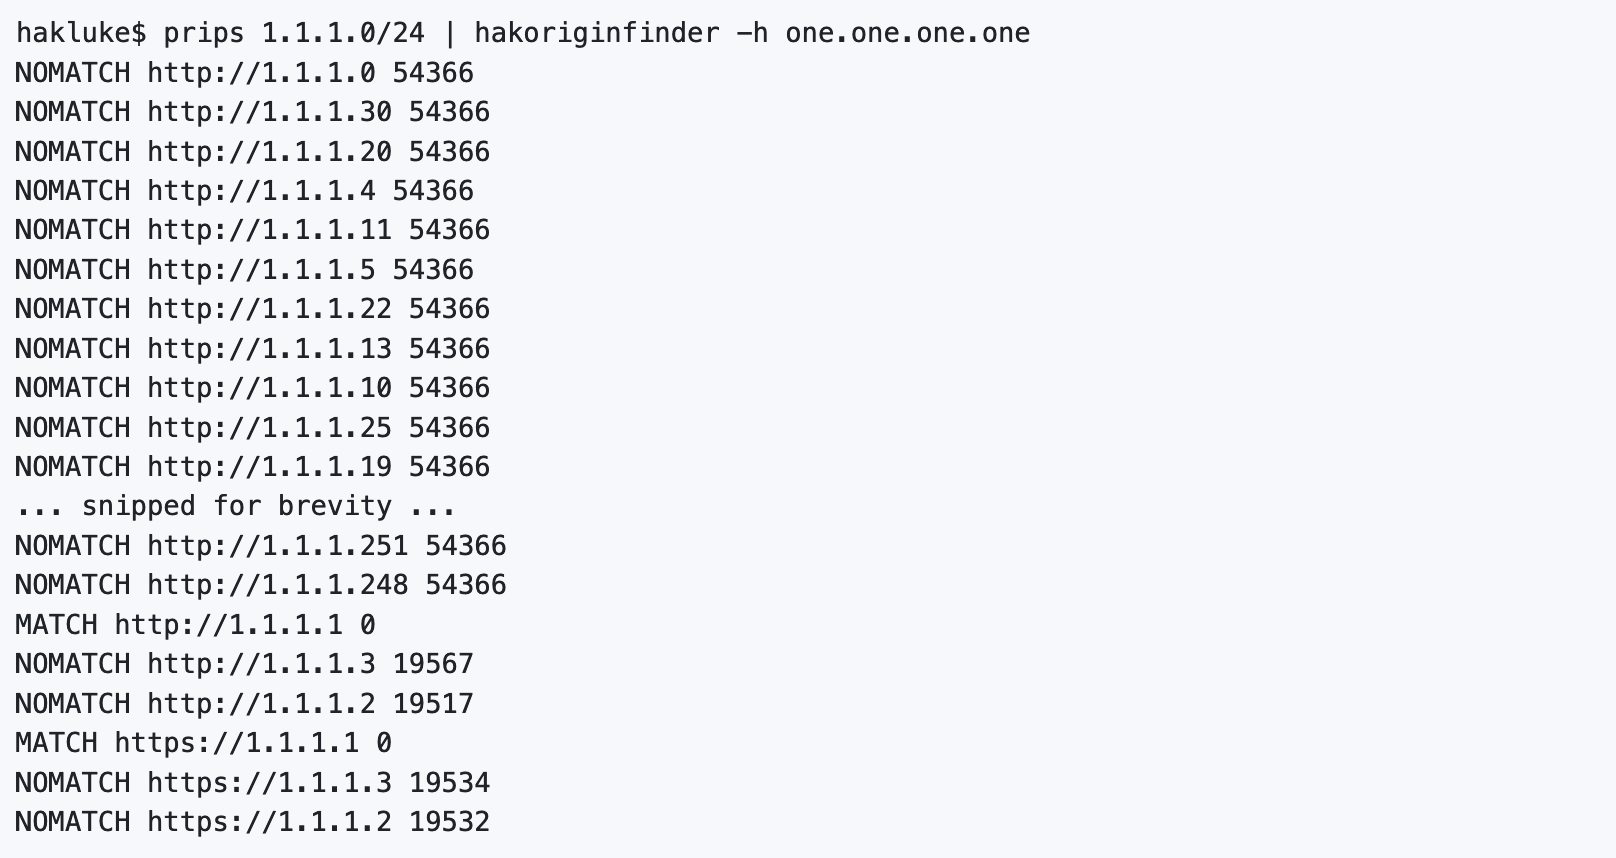 hakluke$ prips 1.1.1.0/24 | hakoriginfinder -h one.one.one.one
NOMATCH http://1.1.1.0 54366
NOMATCH http://1.1.1.30 54366
NOMATCH http://1.1.1.20 54366
NOMATCH http://1.1.1.4 54366
NOMATCH http://1.1.1.11 54366
NOMATCH http://1.1.1.5 54366
NOMATCH http://1.1.1.22 54366
NOMATCH http://1.1.1.13 54366
NOMATCH http://1.1.1.10 54366
NOMATCH http://1.1.1.25 54366
NOMATCH http://1.1.1.19 54366
... snipped for brevity ...
NOMATCH http://1.1.1.251 54366
NOMATCH http://1.1.1.248 54366
MATCH http://1.1.1.1 0
NOMATCH http://1.1.1.3 19567
NOMATCH http://1.1.1.2 19517
MATCH https://1.1.1.1 0
NOMATCH https://1.1.1.3 19534
NOMATCH https://1.1.1.2 19532